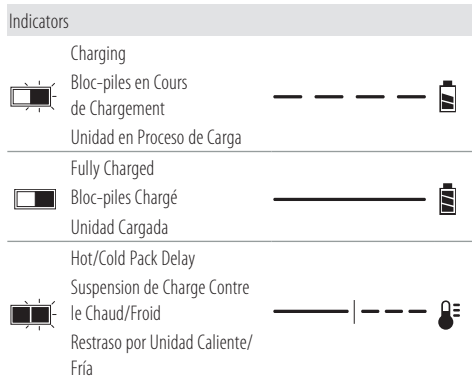 Indicators
Charging
Bloc-piles en Cours
de Chargement
Unidad en Proceso de Carga
Fully Charged
Bloc-piles Chargé
Unidad Cargada
Hot/Cold Pack Delay
Suspension de Charge Contre
le Chaud/Froid
Restraso por Unidad Caliente/
Fría